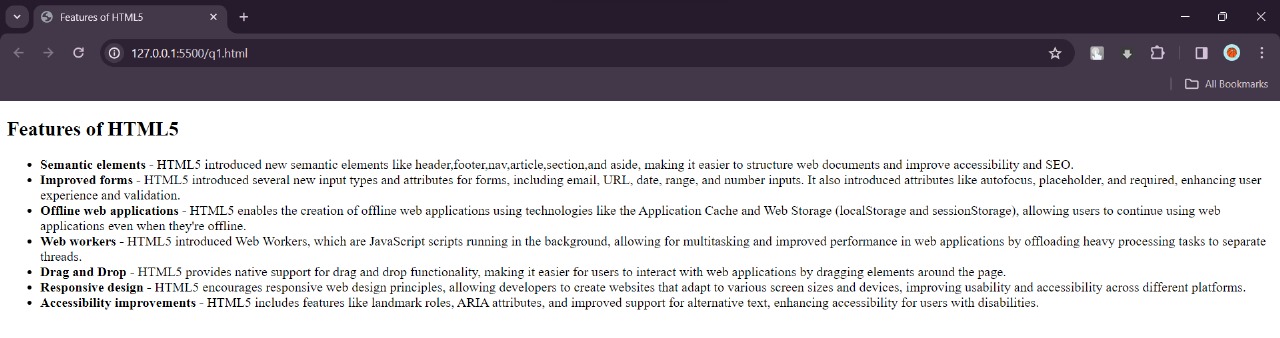 Features of HTML5
127.0.0.1:5500/q1.html
All Bookmarks
Features of HTML5
• Semantic elements - HTML5 introduced new semantic elements like header,footer,nav,article,section,and aside, making it easier to structure web documents and improve accessibility and SEO.
• Improved forms - HTML5 introduced several new input types and attributes for forms, including email, URL, date, range, and number inputs. It also introduced attributes like autofocus, placeholder, and required, enhancing user
experience and validation.
• Offline web applications - HTML5 enables the creation of offline web applications using technologies like the Application Cache and Web Storage (localStorage and sessionStorage), allowing users to continue using web
applications even when they're offline.
• Web workers - HTML5 introduced Web Workers, which are JavaScript scripts running in the background, allowing for multitasking and improved performance in web applications by offloading heavy processing tasks to separate
threads.
• Drag and Drop - HTML5 provides native support for drag and drop functionality, making it easier for users to interact with web applications by dragging elements around the page.
• Responsive design - HTML5 encourages responsive web design principles, allowing developers to create websites that adapt to various screen sizes and devices, improving usability and accessibility across different platforms.
• Accessibility improvements - HTML5 includes features like landmark roles, ARIA attributes, and improved support for alternative text, enhancing accessibility for users with disabilities.